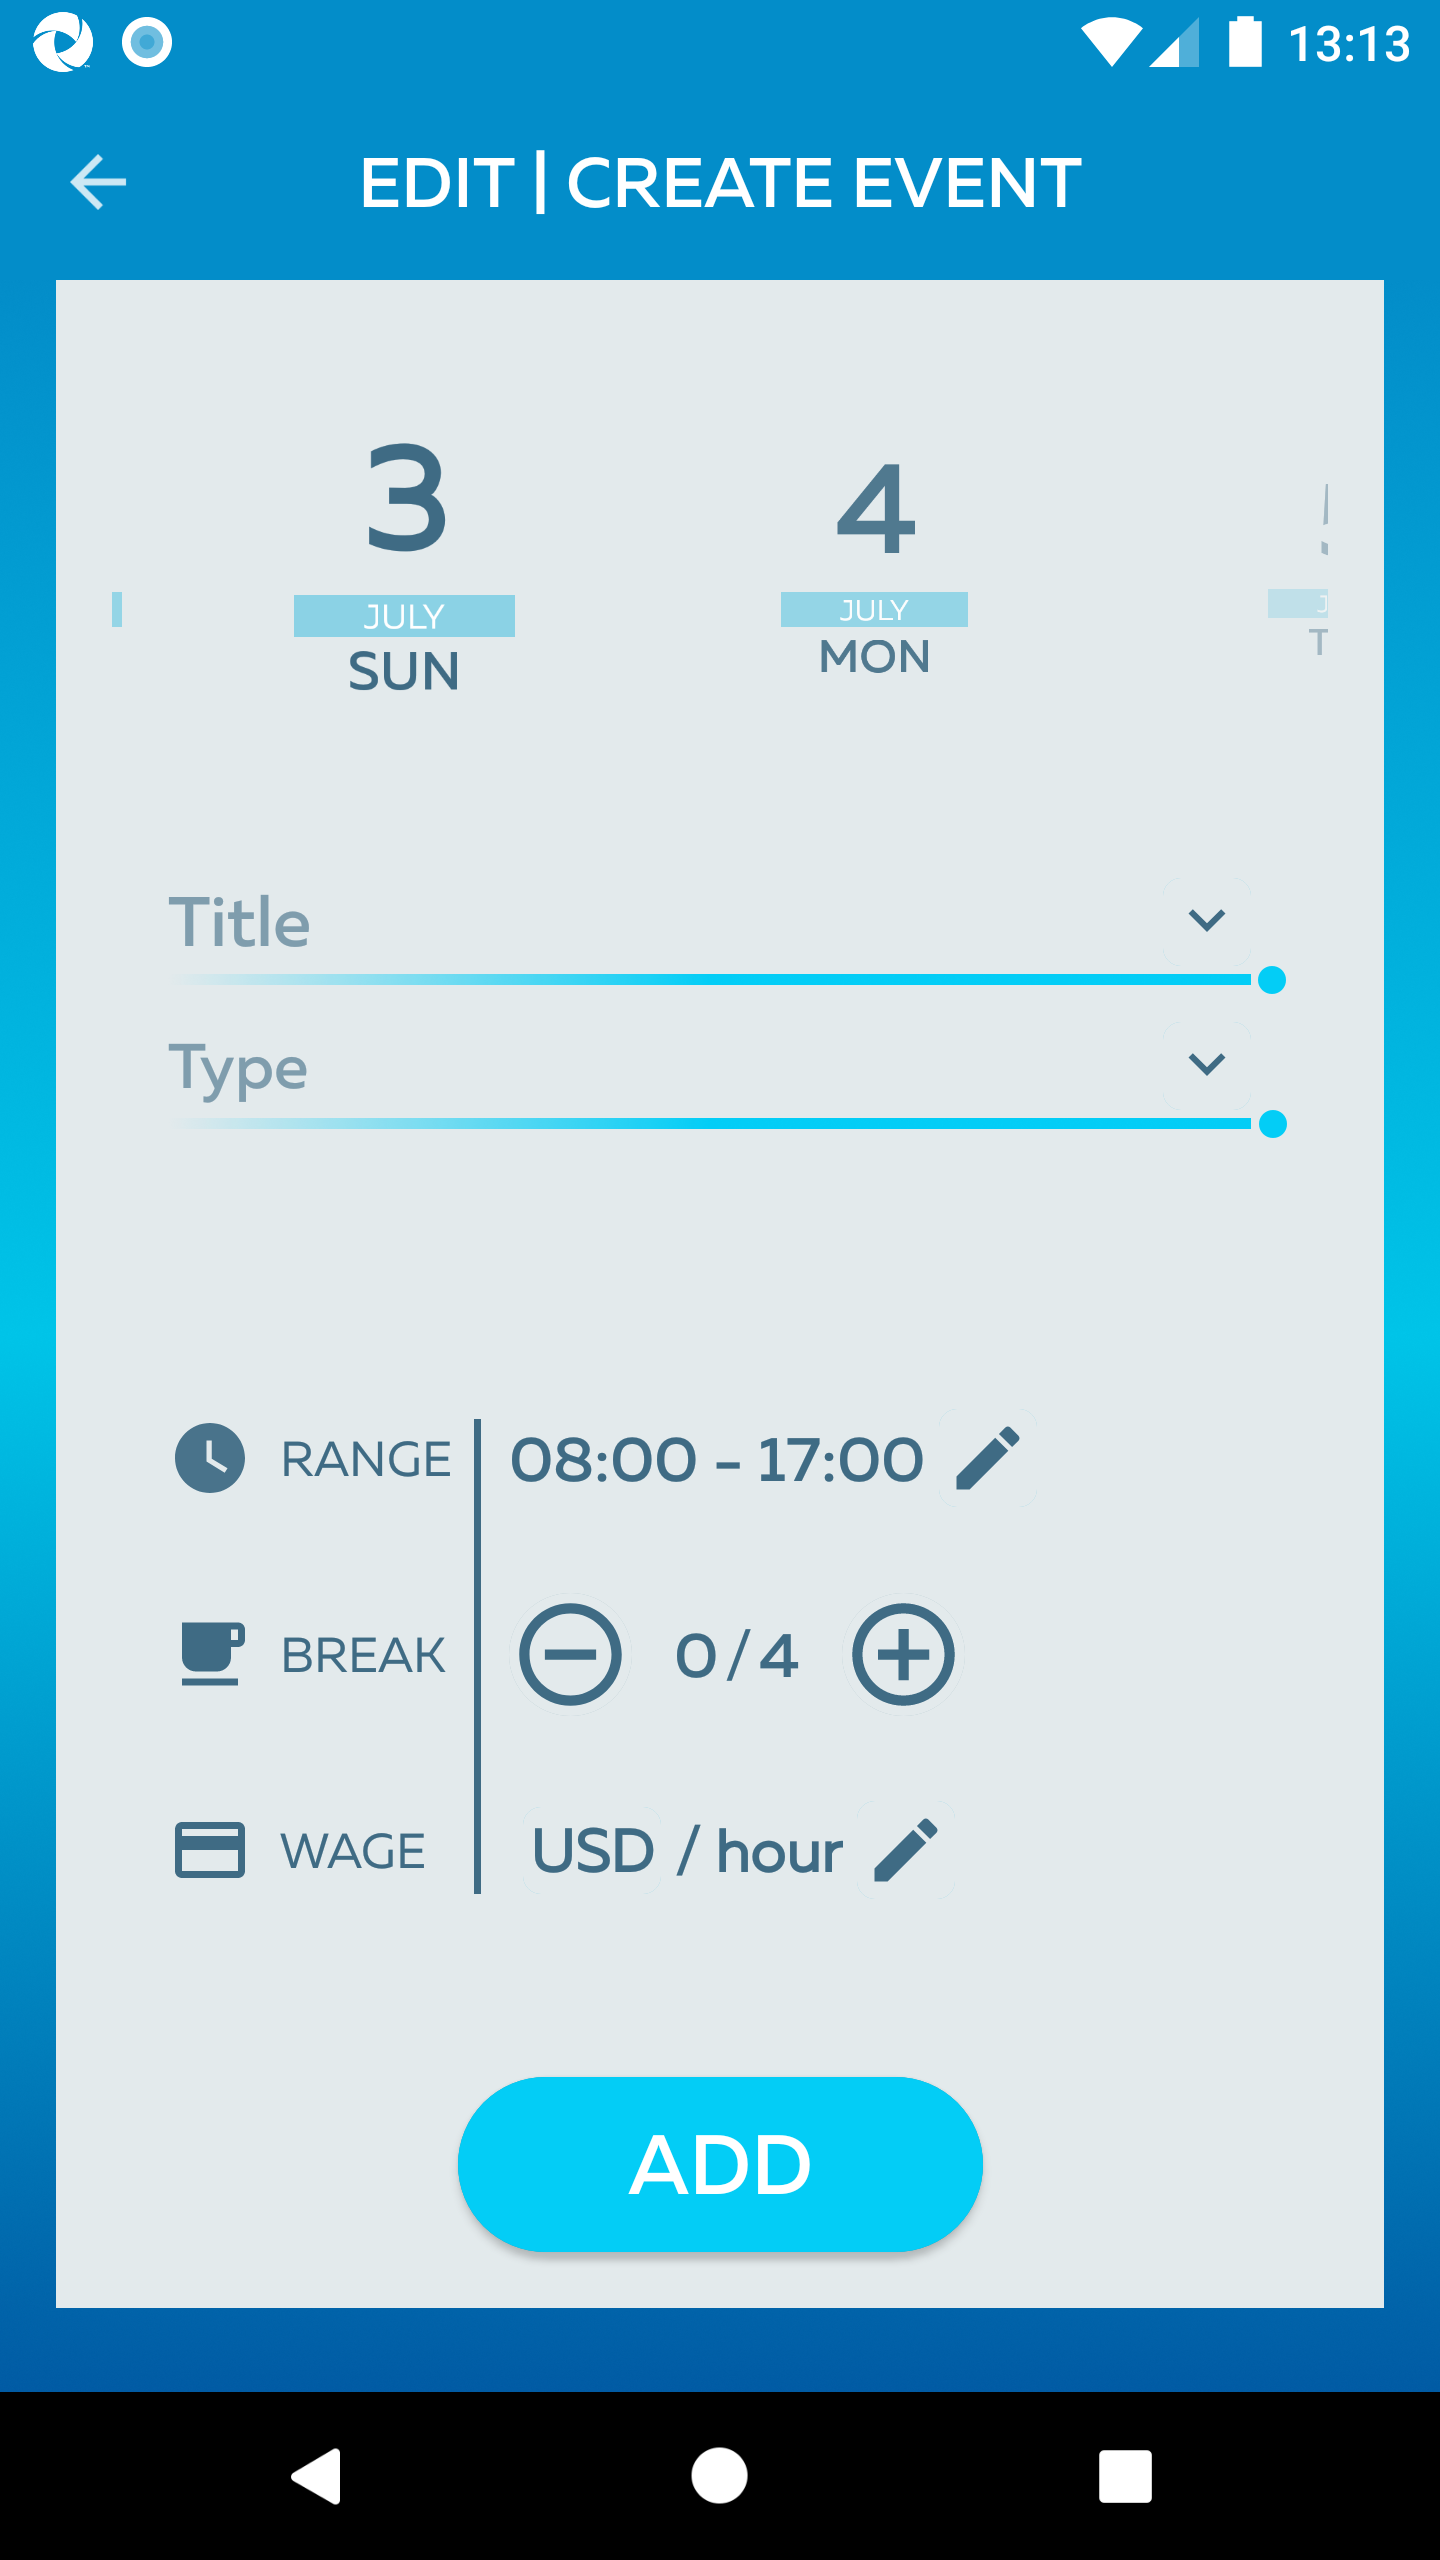 13:13
EDIT | CREATE EVENT
3
JULY
SUN
4
JULY
MON
J
T
Title
Type
RANGE 08:00 - 17:00
BREAK 0/4
WAGE USD / hour
ADD